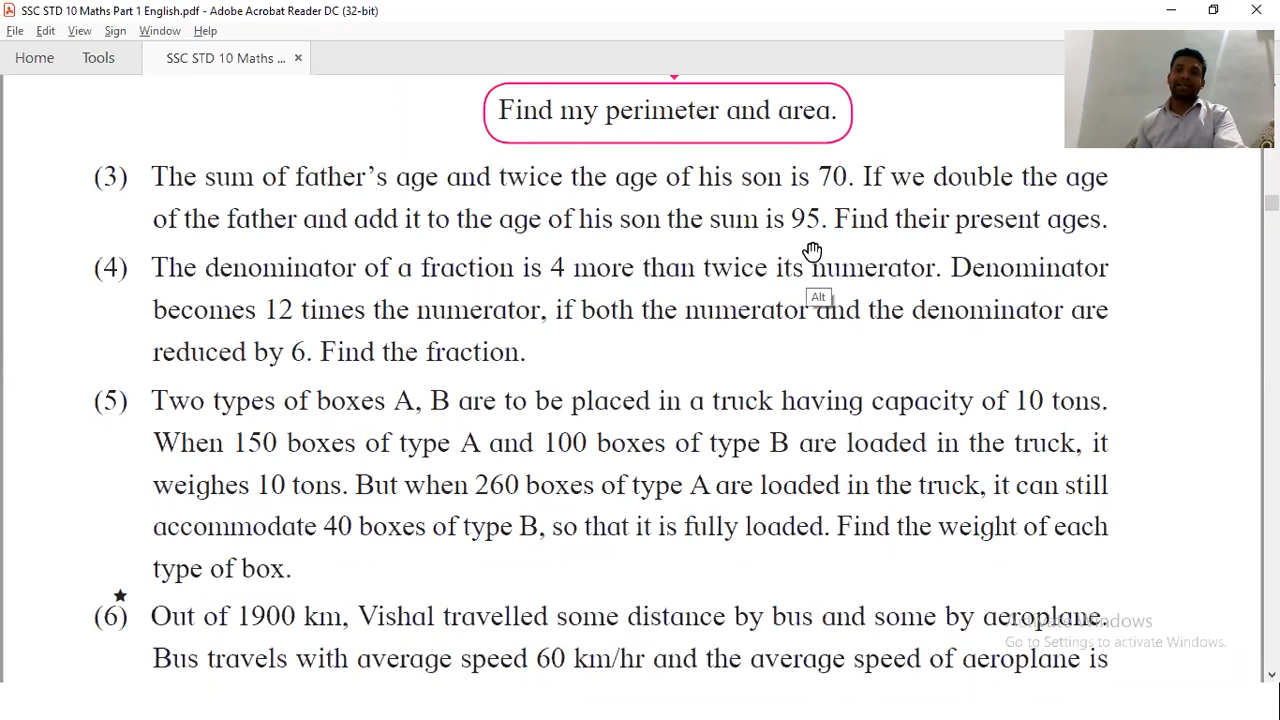 SSC STD 10 Maths Part 1 English.pdf - Adobe Acrobat Reader DC (32-bit)
File Edit View Sign Window Help
Home Tools SSC STD 10 Maths ... ×
Find my perimeter and area.
(3) The sum of father's age and twice the age of his son is 70. If we double the age
of the father and add it to the age of his son the sum is 95. Find their present ages.
(4) The denominator of a fraction is 4 more than twice its numerator. Denominator
Alt
becomes 12 times the numerator, if both the numerator and the denominator are
reduced by 6. Find the fraction.
(5) Two types of boxes A, B are to be placed in a truck having capacity of 10 tons.
When 150 boxes of type A and 100 boxes of type B are loaded in the truck, it
weighes 10 tons. But when 260 boxes of type A are loaded in the truck, it can still
accommodate 40 boxes of type B, so that it is fully loaded. Find the weight of each
type of box.
★
(6) Out of 1900 km, Vishal travelled some distance by bus and some by aeroplane.
Activate Windows
Go to Settings to activate Windows.
Bus travels with average speed 60 km/hr and the average speed of aeroplane is